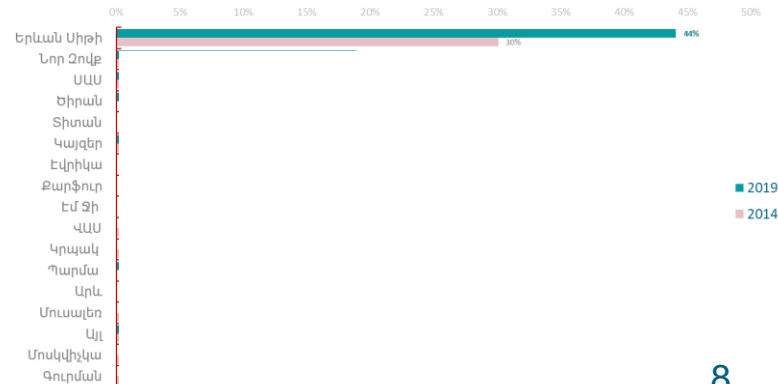 0% 5% 10% 15% 20% 25% 30% 35% 40% 45% 50%
Երևան Սիթի 44%
30%
Նոր Զովք
ՍԱՍ
Ծիրան
Տիտան
Կայզեր
Էվրիկա
Քարֆուր
Էմ Ջի
ՎԱՍ
Կրպակ
Պարմա
Արև
Մուսալեռ
Այլ
Մոսկվիչկա
Գուրման
2019
2014
8